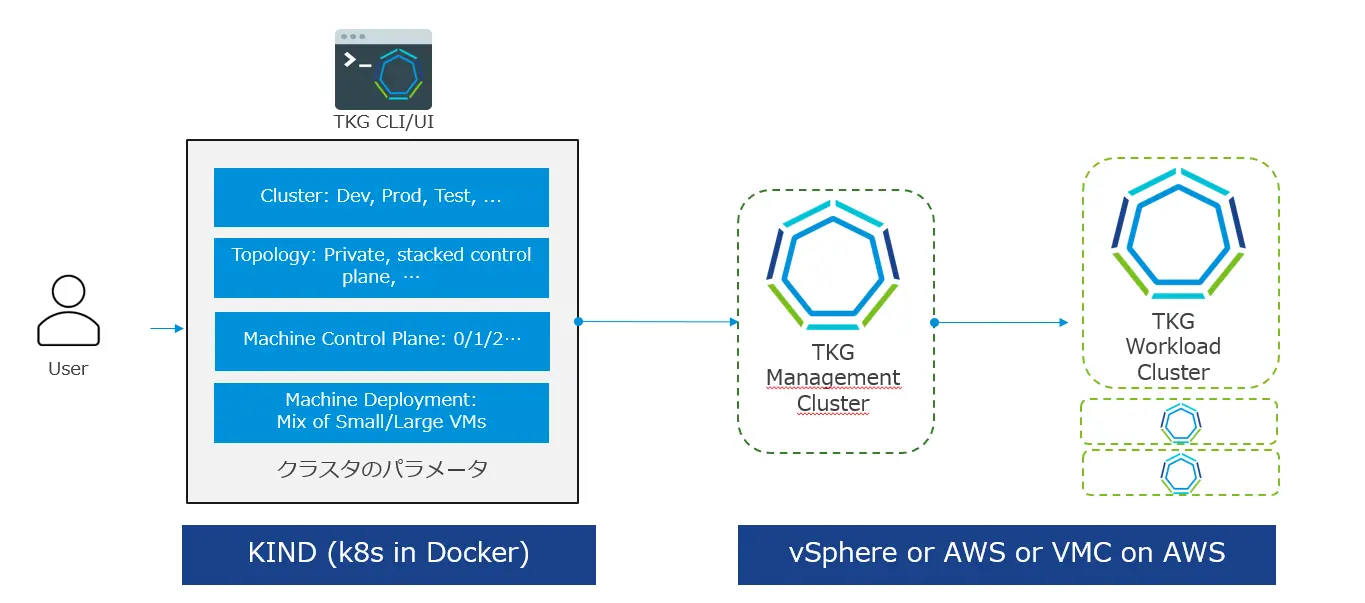 TKG CLI/UI
Cluster: Dev, Prod, Test, …
Topology: Private, stacked control
plane, …
Machine Control Plane: 0/1/2…
Machine Deployment:
Mix of Small/Large VMs
クラスタのパラメータ
User
TKG
Management
Cluster
TKG
Workload
Cluster
KIND (k8s in Docker)
vSphere or AWS or VMC on AWS